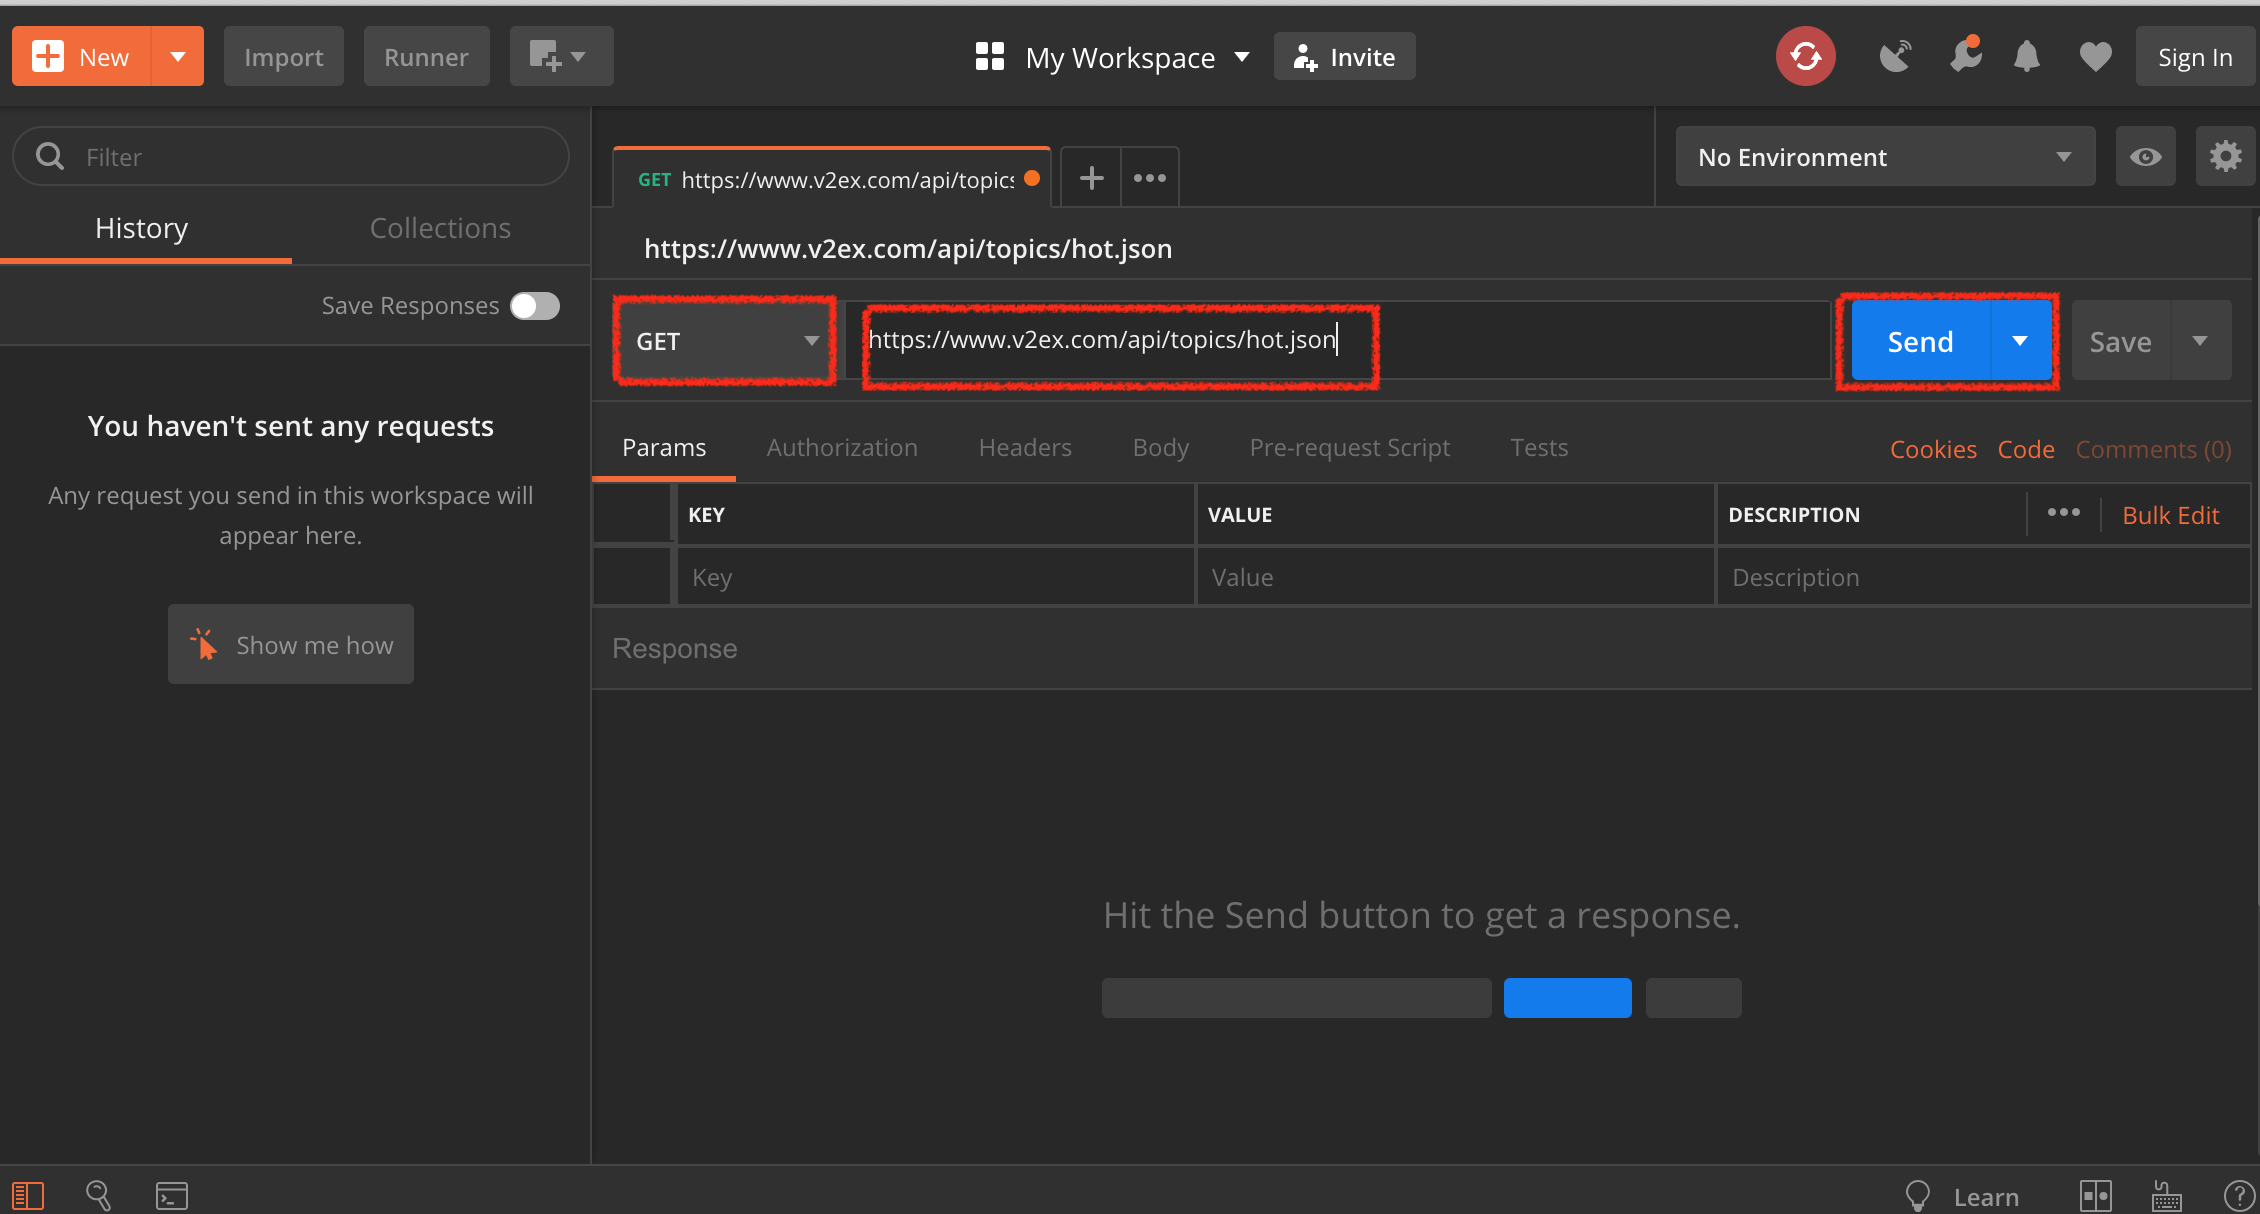 New
Import
Runner
My Workspace
Invite
Sign In
Filter
History
Collections
Save Responses
You haven't sent any requests
Any request you send in this workspace will
appear here.
Show me how
GET https://www.v2ex.com/api/topics
No Environment
https://www.v2ex.com/api/topics/hot.json
GET
https://www.v2ex.com/api/topics/hot.json
Send
Save
Params
Authorization
Headers
Body
Pre-request Script
Tests
Cookies
Code
Comments (0)
KEY
VALUE
DESCRIPTION
Bulk Edit
Key
Value
Description
Response
Hit the Send button to get a response.
Learn